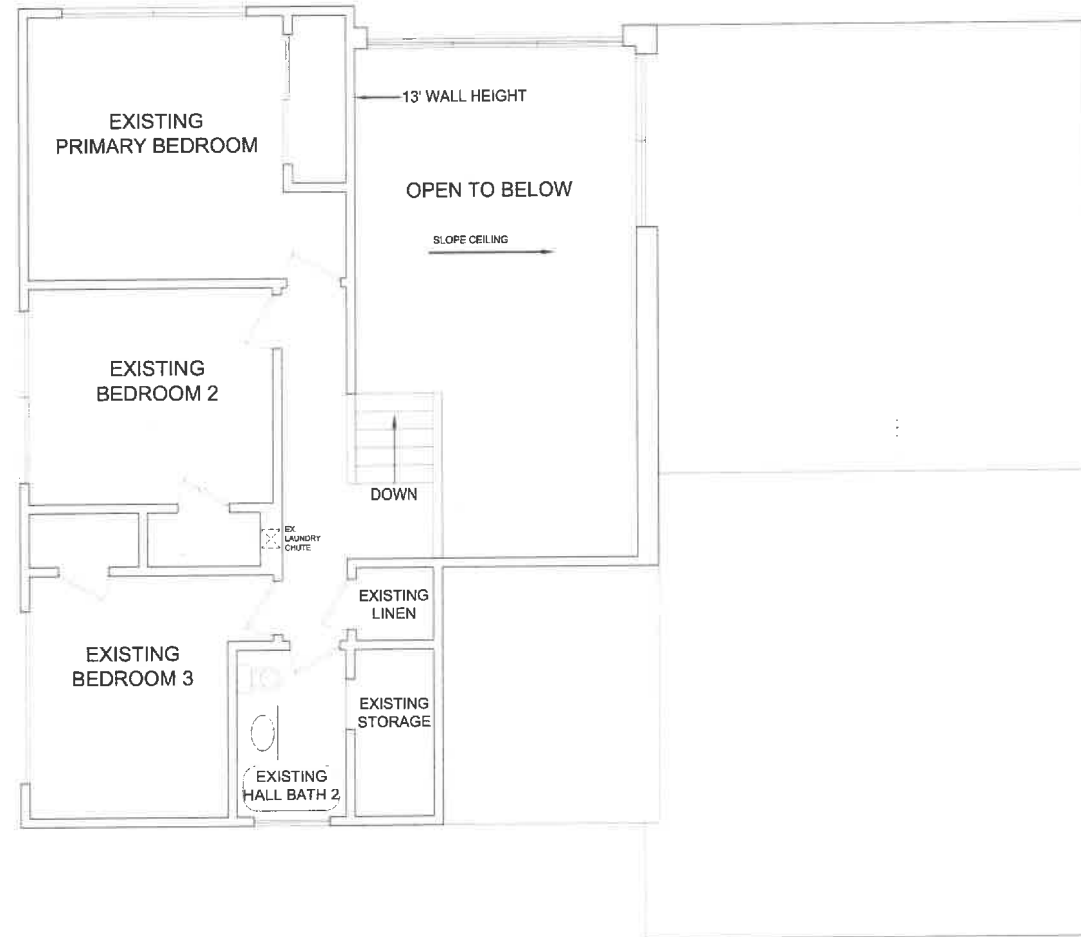 EXISTING
PRIMARY BEDROOM
13' WALL HEIGHT
OPEN TO BELOW
SLOPE CEILING
EXISTING
BEDROOM 2
DOWN
EX.
LAUNDRY
CHUTE
EXISTING
LINEN
EXISTING
BEDROOM 3
EXISTING
STORAGE
EXISTING
HALL BATH 2